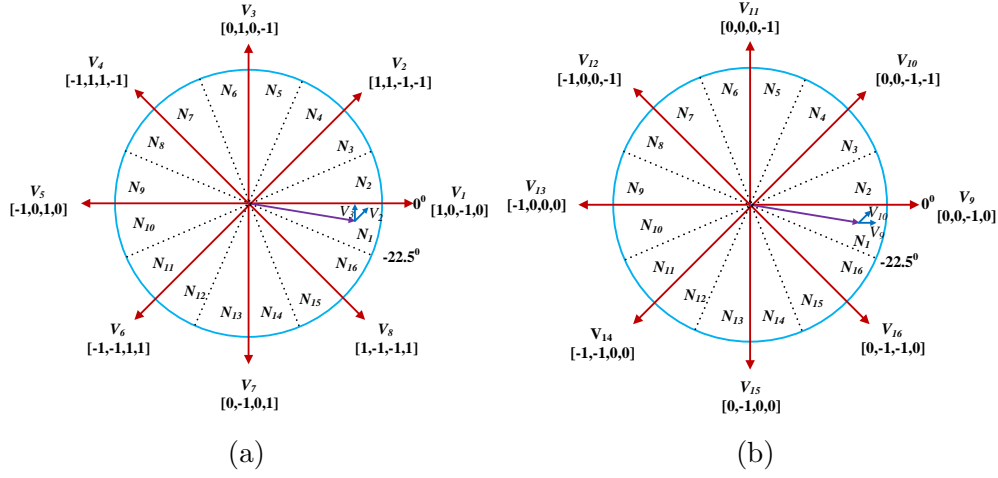 V3
[0,1,0,-1]
V4
[-1,1,1,-1]
V2
[1,1,-1,-1]
N6
N5
N7
N4
N8
N3
N9
N2
V5
[-1,0,1,0]
V1
[1,0,-1,0]
0⁰
V3
V2
N1
-22.5⁰
N10
N11
N16
N12
N15
N13
N14
V6
[-1,-1,1,1]
V8
[1,-1,-1,1]
V7
[0,-1,0,1]
(a)
V11
[0,0,0,-1]
V12
[-1,0,0,-1]
V10
[0,0,-1,-1]
N6
N5
N7
N4
N8
N3
N9
N2
V13
[-1,0,0,0]
V9
[0,0,-1,0]
0⁰
V10
V9
N1
-22.5⁰
N10
N11
N16
N12
N15
N13
N14
V14
[-1,-1,0,0]
V16
[0,-1,-1,0]
V15
[0,-1,0,0]
(b)